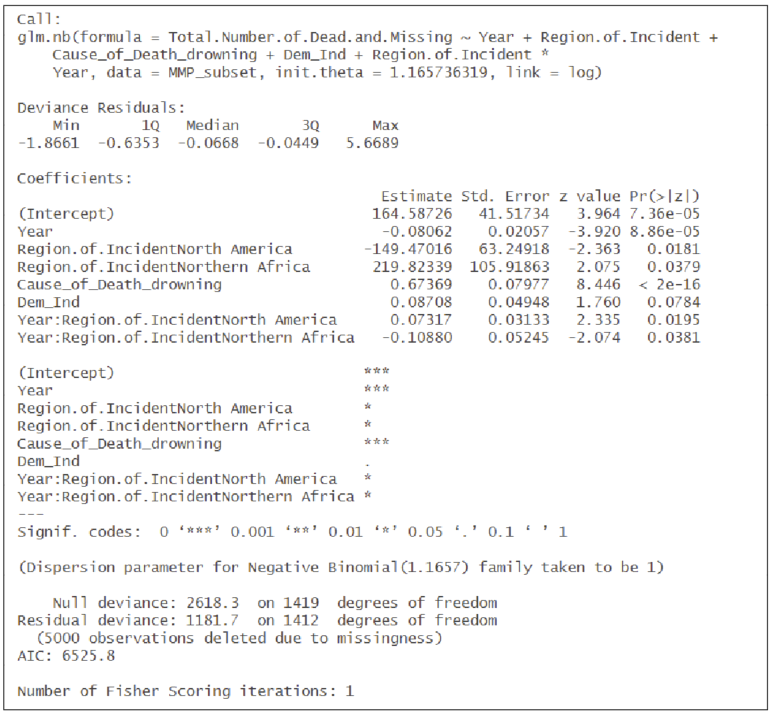 Call:
glm.nb(formula = Total.Number.of.Dead.and.Missing ~ Year + Region.of.Incident +
    Cause_of_Death_drowning + Dem_Ind + Region.of.Incident *
    Year, data = MMP_subset, init.theta = 1.165736319, link = log)
Deviance Residuals:
    Min      1Q  Median      3Q     Max
-1.8661 -0.6353 -0.0668 -0.0449  5.6689
Coefficients:
Estimate Std. Error z value Pr(>|z|)
(Intercept) 164.58726 41.51734 3.964 7.36e-05
Year -0.08062 0.02057 -3.920 8.86e-05
Region.of.IncidentNorth America -149.47016 63.24918 -2.363 0.0181
Region.of.IncidentNorthern Africa 219.82339 105.91863 2.075 0.0379
Cause_of_Death_drowning 0.67369 0.07977 8.446 < 2e-16
Dem_Ind 0.08708 0.04948 1.760 0.0784
Year:Region.of.IncidentNorth America 0.07317 0.03133 2.335 0.0195
Year:Region.of.IncidentNorthern Africa -0.10880 0.05245 -2.074 0.0381
(Intercept) ***
Year ***
Region.of.IncidentNorth America *
Region.of.IncidentNorthern Africa *
Cause_of_Death_drowning ***
Dem_Ind .
Year:Region.of.IncidentNorth America *
Year:Region.of.IncidentNorthern Africa *
---
Signif. codes:  0 ‘***’ 0.001 ‘**’ 0.01 ‘*’ 0.05 ‘.’ 0.1 ‘ ’ 1
(Dispersion parameter for Negative Binomial(1.1657) family taken to be 1)
    Null deviance: 2618.3  on 1419  degrees of freedom
Residual deviance: 1181.7  on 1412  degrees of freedom
  (5000 observations deleted due to missingness)
AIC: 6525.8
Number of Fisher Scoring iterations: 1